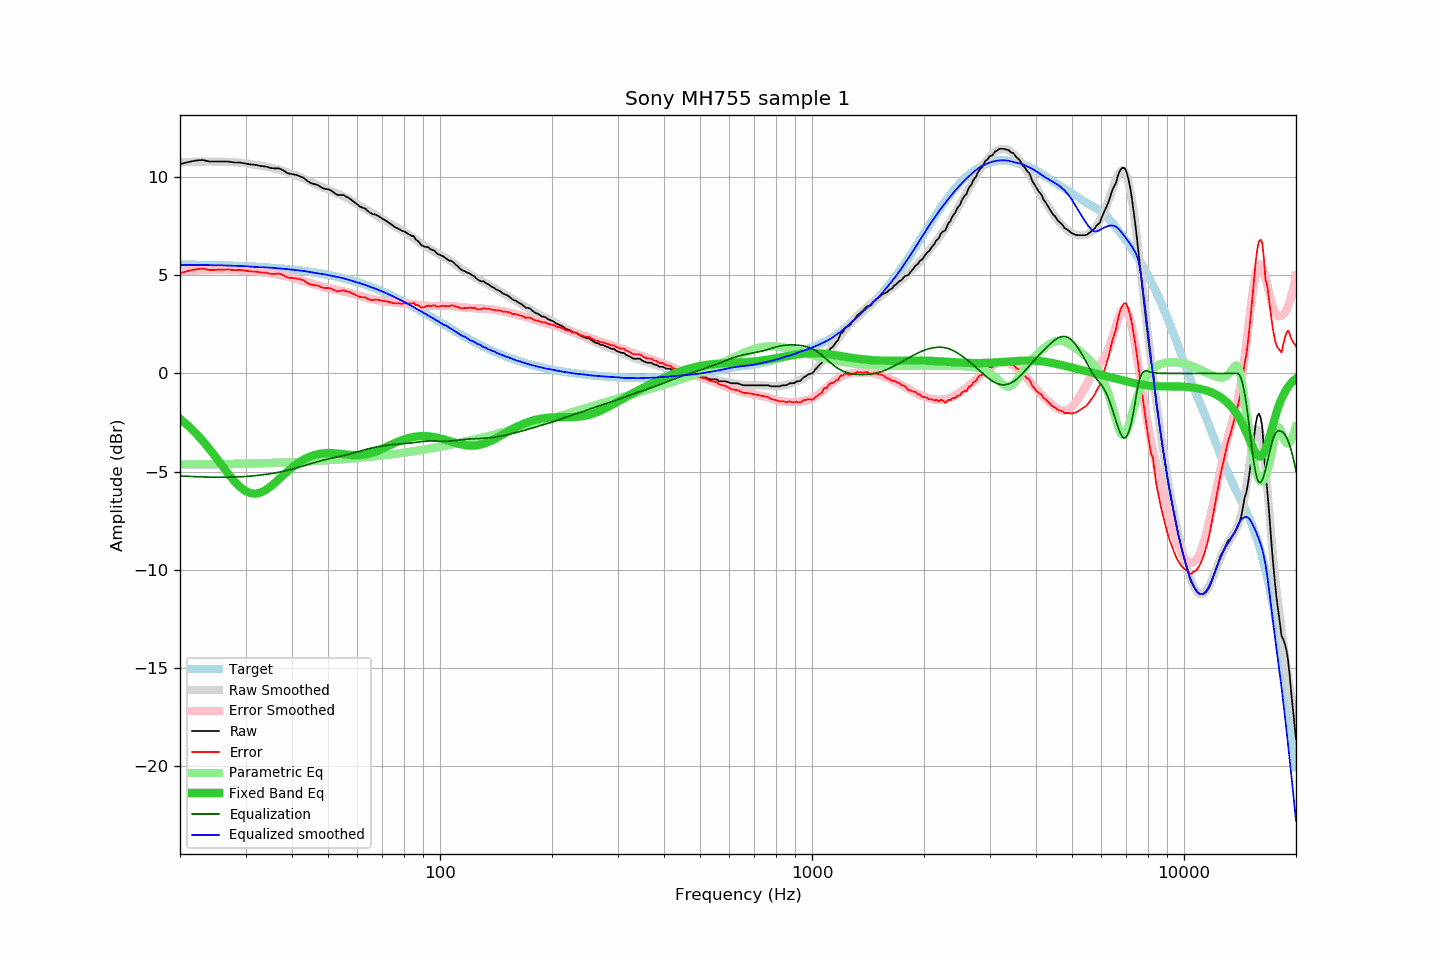 Sony MH755 sample 1
Amplitude (dBr)
10
5
0
−5
−10
−15
−20
Target
Raw Smoothed
Error Smoothed
Raw
Error
Parametric Eq
Fixed Band Eq
Equalization
Equalized smoothed
100
1000
10000
Frequency (Hz)